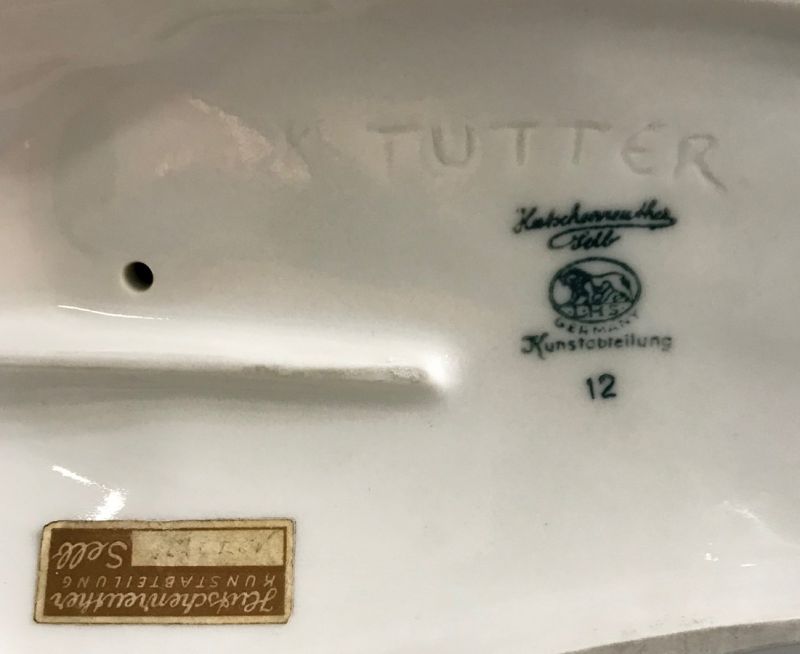 K TUTTER
Hutschenreuther
Selb
LHS
GERMANY
Kunstabteilung
12
Hutschenreuther
KUNSTABTEILUNG
Selb